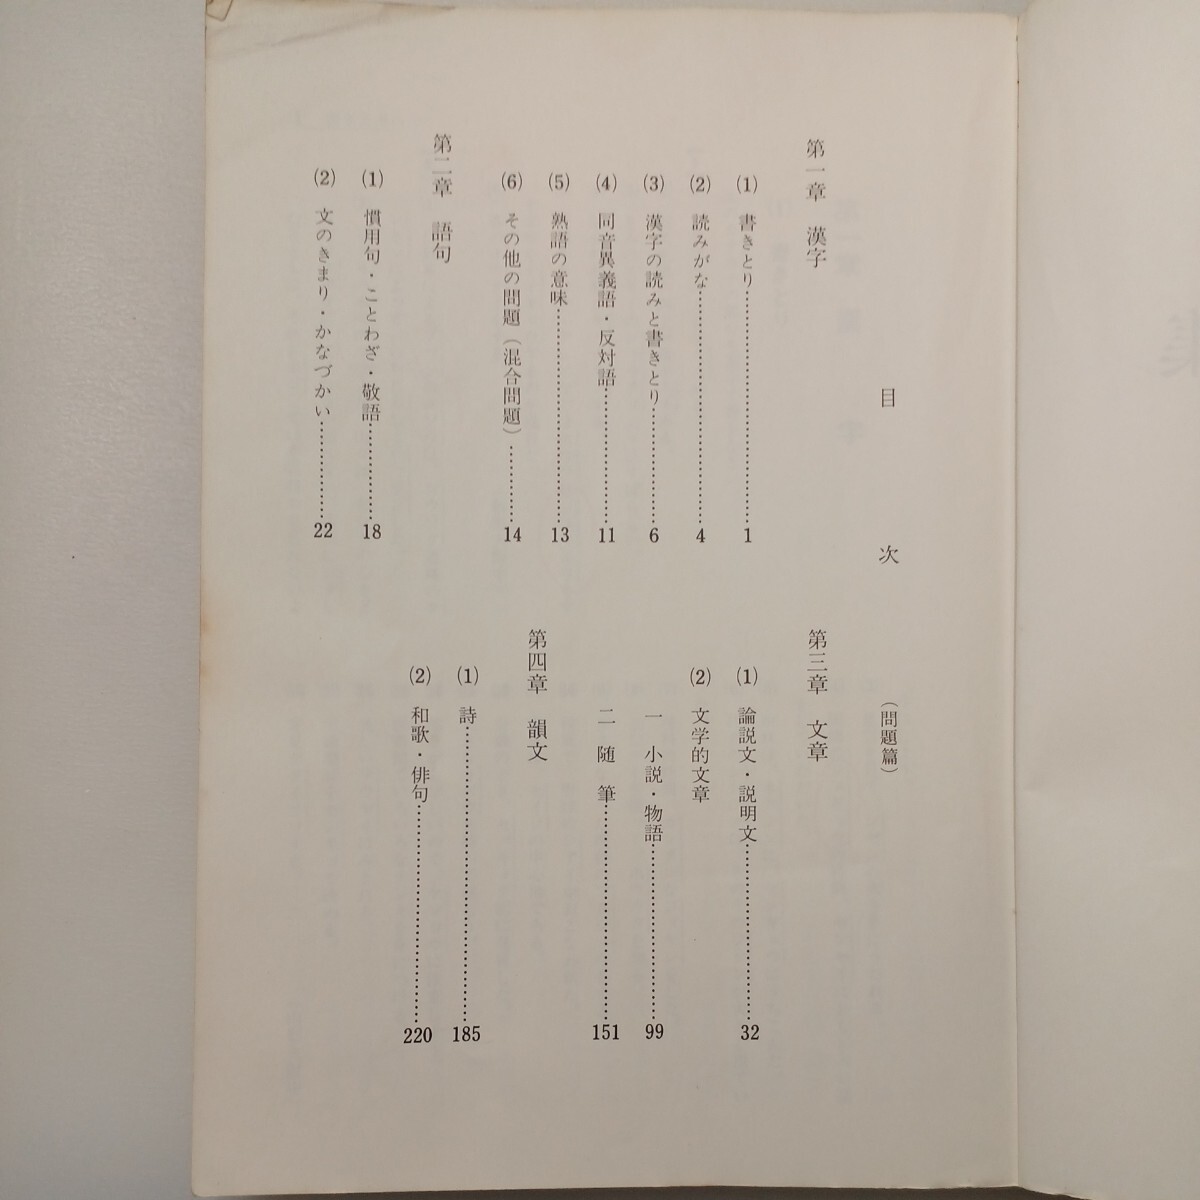 目次(問題篇)
第一章 漢字
(1) 書きとり……………1
(2) 読みがな……………4
(3) 漢字の読みと書きとり……………6
(4) 同音異義語・反対語……………11
(5) 熟語の意味……………13
(6) その他の問題(混合問題)……………14
第二章 語句
(1) 慣用句・ことわざ・敬語……………18
(2) 文のきまり・かなづかい……………22
第三章 文章
(1) 論説文・説明文……………32
(2) 文学的文章
一 小説・物語……………99
二 随筆……………151
第四章 韻文
(1) 詩……………185
(2) 和歌・俳句……………220